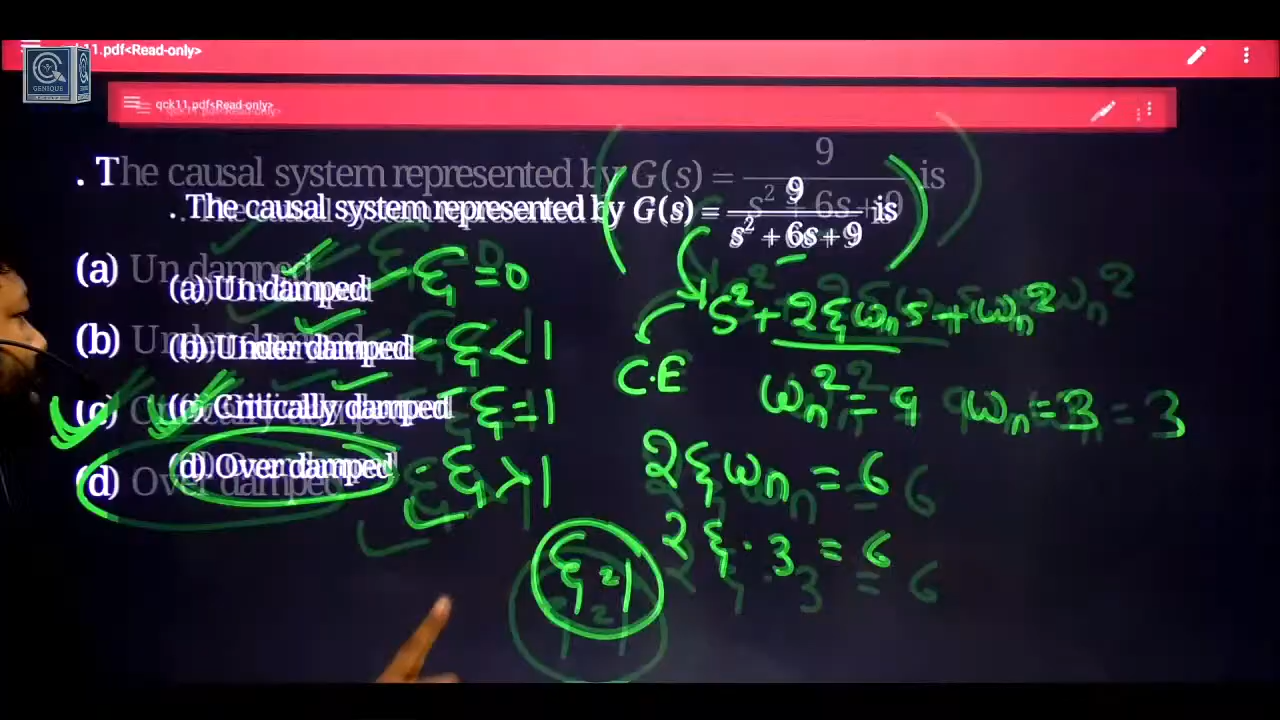 qck11.pdf<Read-only>
GENIQUE
. The causal system represented by G(s) = 9 / s² + 6s + 9 is
(a) Un damped ξ = 0
(b) Under damped ξ < 1
(c) Critically damped ξ = 1
(d) Over damped ξ > 1
s² + 2ξωₙs + ωₙ²
C.E
ωₙ² = 9 ωₙ = 3
2ξωₙ = 6
2ξ · 3 = 6
ξ = 1